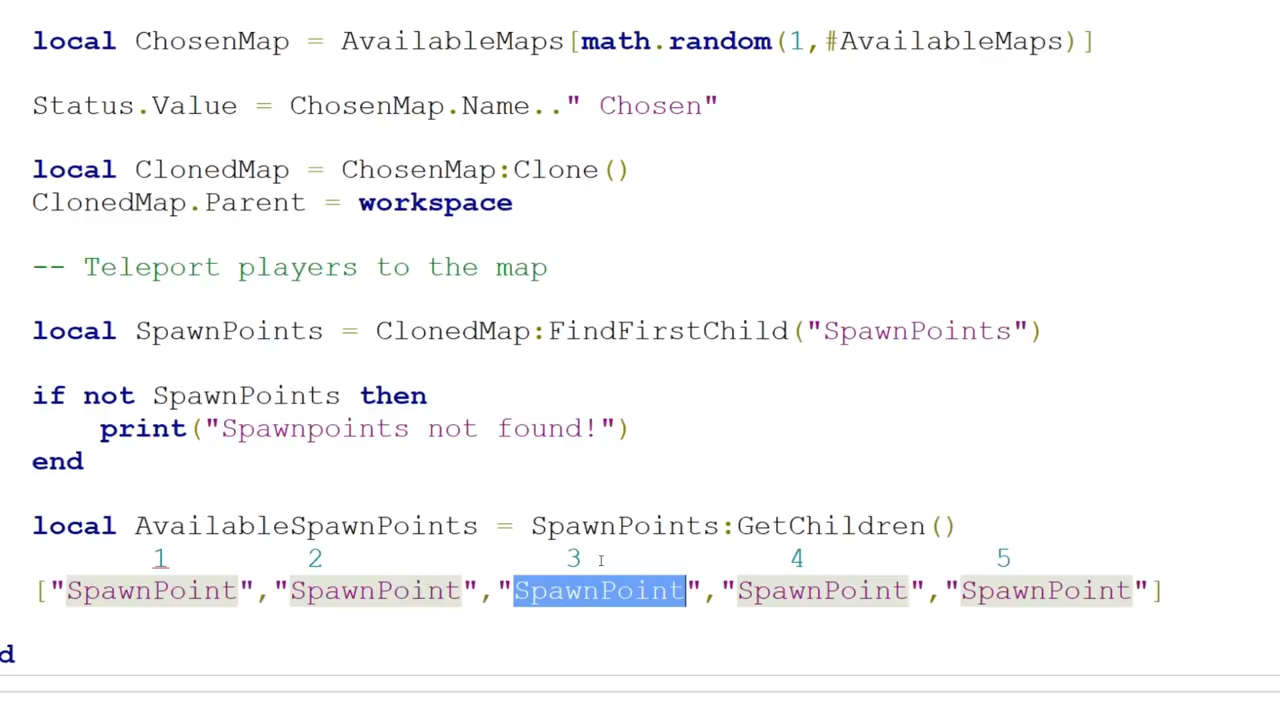 local ChosenMap = AvailableMaps[math.random(1,#AvailableMaps)]
Status.Value = ChosenMap.Name.." Chosen"
local ClonedMap = ChosenMap:Clone()
ClonedMap.Parent = workspace
-- Teleport players to the map
local SpawnPoints = ClonedMap:FindFirstChild("SpawnPoints")
if not SpawnPoints then
print("Spawnpoints not found!")
end
local AvailableSpawnPoints = SpawnPoints:GetChildren()
1 2 3 4 5
["SpawnPoint","SpawnPoint","SpawnPoint","SpawnPoint","SpawnPoint"]
d